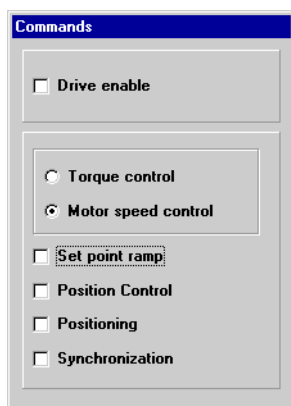 Commands
Drive enable
Torque control
Motor speed control
Set point ramp
Position Control
Positioning
Synchronization